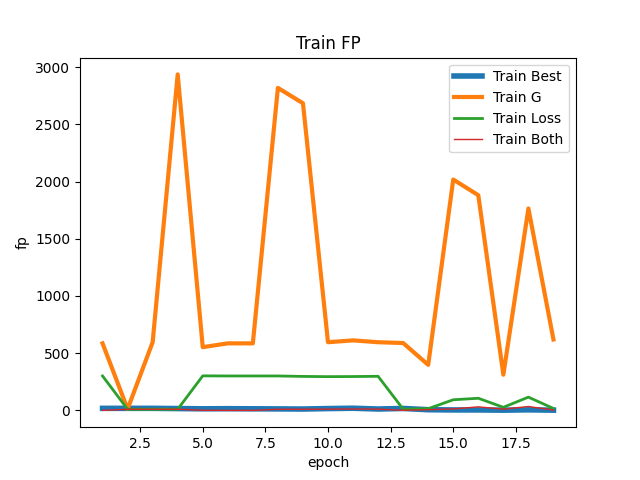 Train FP
3000
2500
2000
1500
1000
500
0
fp
2.5 5.0 7.5 10.0 12.5 15.0 17.5
epoch
Train Best
Train G
Train Loss
Train Both